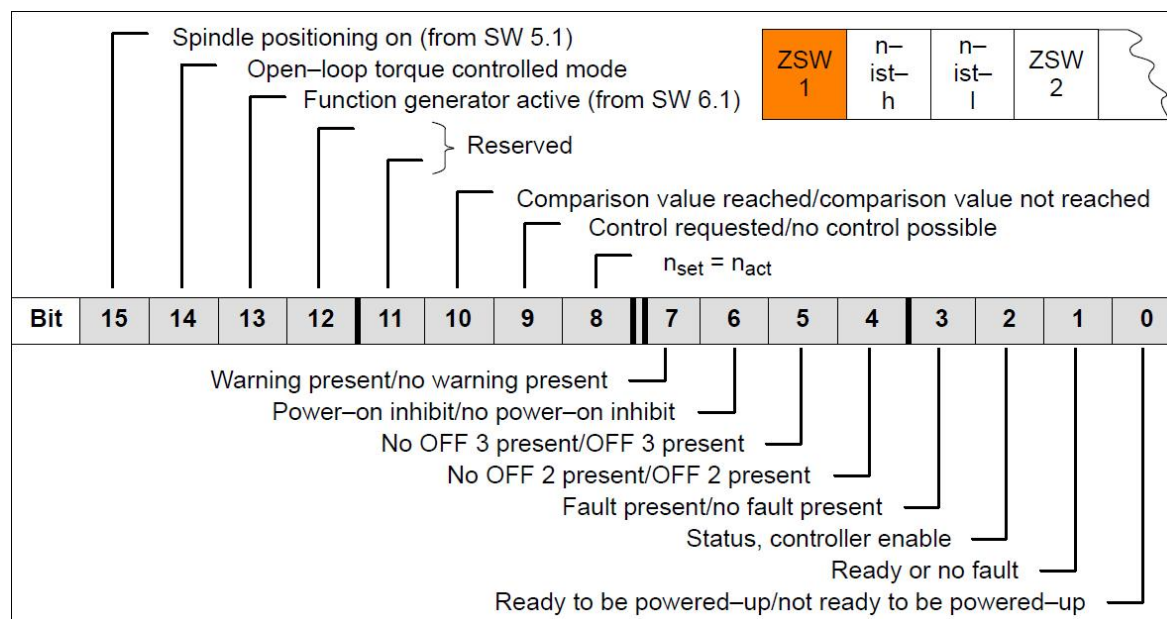 Spindle positioning on (from SW 5.1)
Open–loop torque controlled mode
Function generator active (from SW 6.1)
Reserved
ZSW 1
n–ist–h
n–ist–l
ZSW 2
Comparison value reached/comparison value not reached
Control requested/no control possible
nset = nact
Bit 15 14 13 12 11 10 9 8 7 6 5 4 3 2 1 0
Warning present/no warning present
Power–on inhibit/no power–on inhibit
No OFF 3 present/OFF 3 present
No OFF 2 present/OFF 2 present
Fault present/no fault present
Status, controller enable
Ready or no fault
Ready to be powered–up/not ready to be powered–up